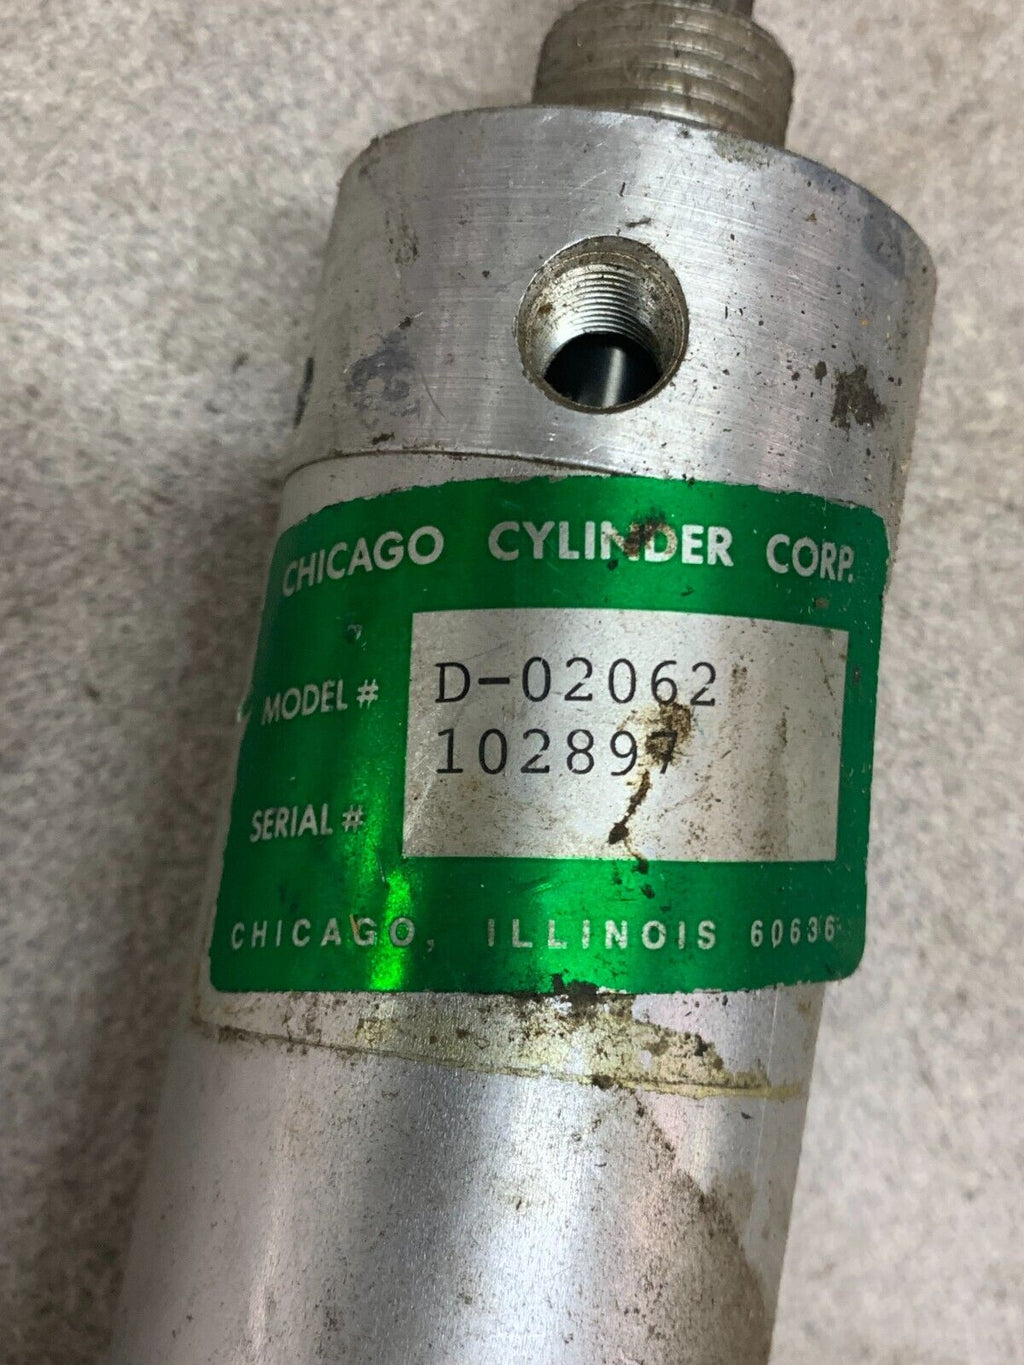 CHICAGO CYLINDER CORP.
MODEL # D-02062
102897
SERIAL #
CHICAGO, ILLINOIS 60636